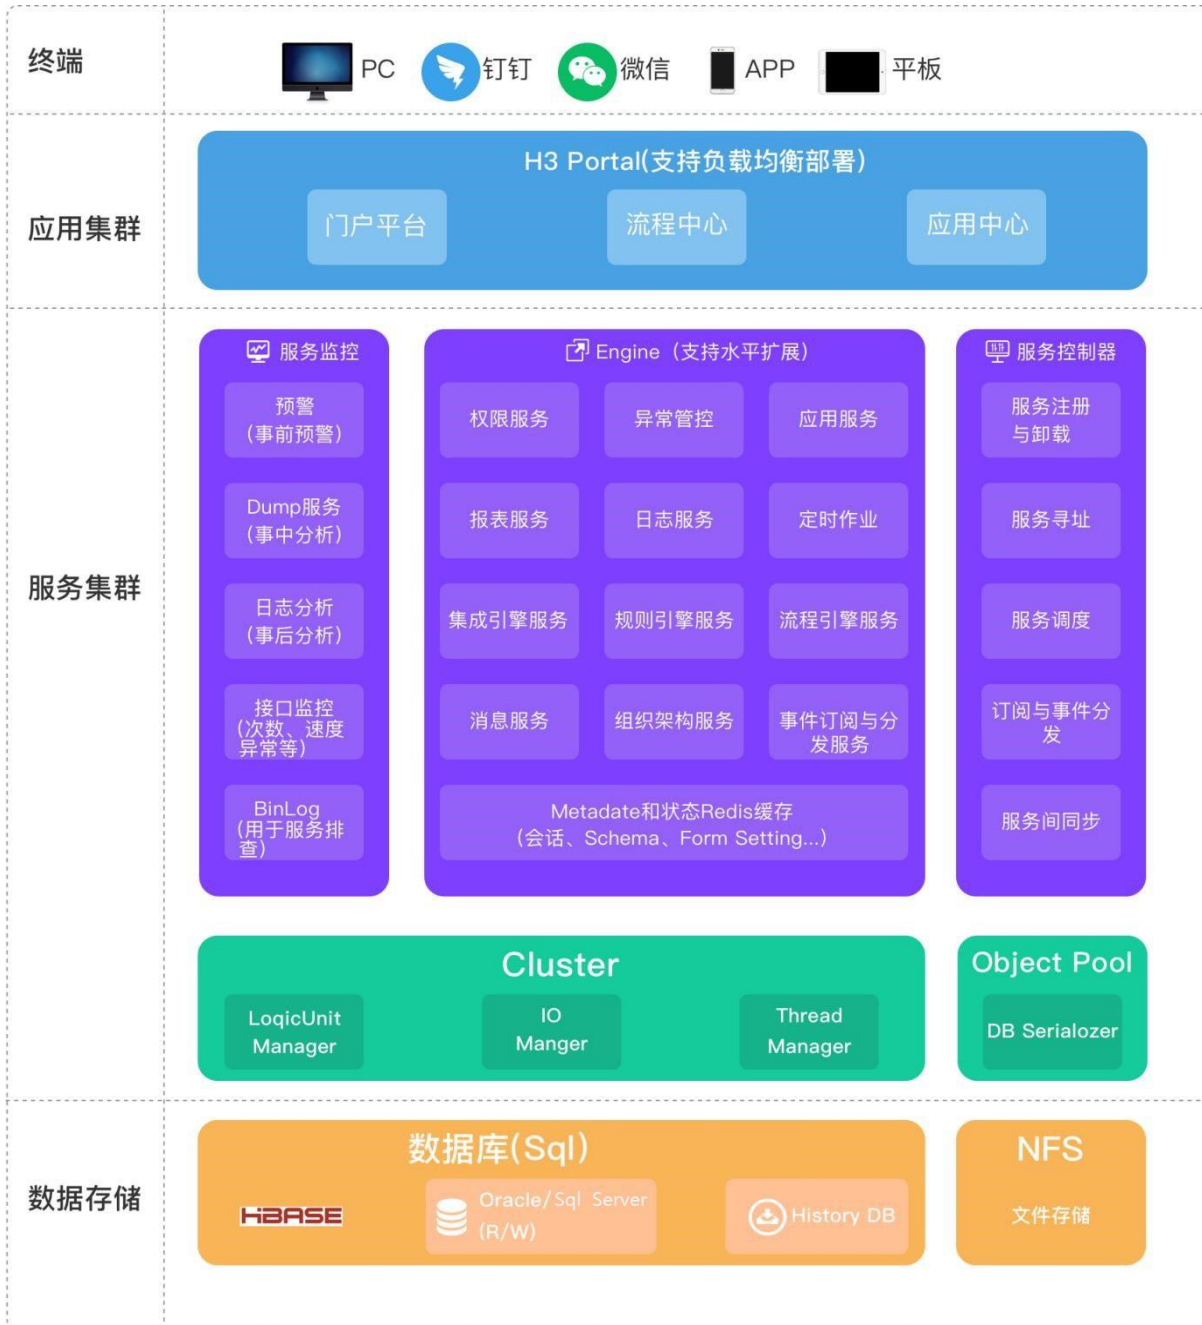 终端
PC
钉钉
微信
APP
平板
应用集群
H3 Portal(支持负载均衡部署)
门户平台
流程中心
应用中心
服务集群
服务监控
预警
(事前预警)
Dump服务
(事中分析)
日志分析
(事后分析)
接口监控
(次数、速度
异常等)
BinLog
(用于服务排
查)
Engine（支持水平扩展）
权限服务
异常管控
应用服务
报表服务
日志服务
定时作业
集成引擎服务
规则引擎服务
流程引擎服务
消息服务
组织架构服务
事件订阅与分
发服务
Metadate和状态Redis缓存
(会话、Schema、Form Setting...)
服务控制器
服务注册
与卸载
服务寻址
服务调度
订阅与事件分
发
服务间同步
Cluster
LoqicUnit
Manager
IO
Manger
Thread
Manager
Object Pool
DB Serialozer
数据存储
数据库(Sql)
HBASE
Oracle/Sql Server
(R/W)
History DB
NFS
文件存储